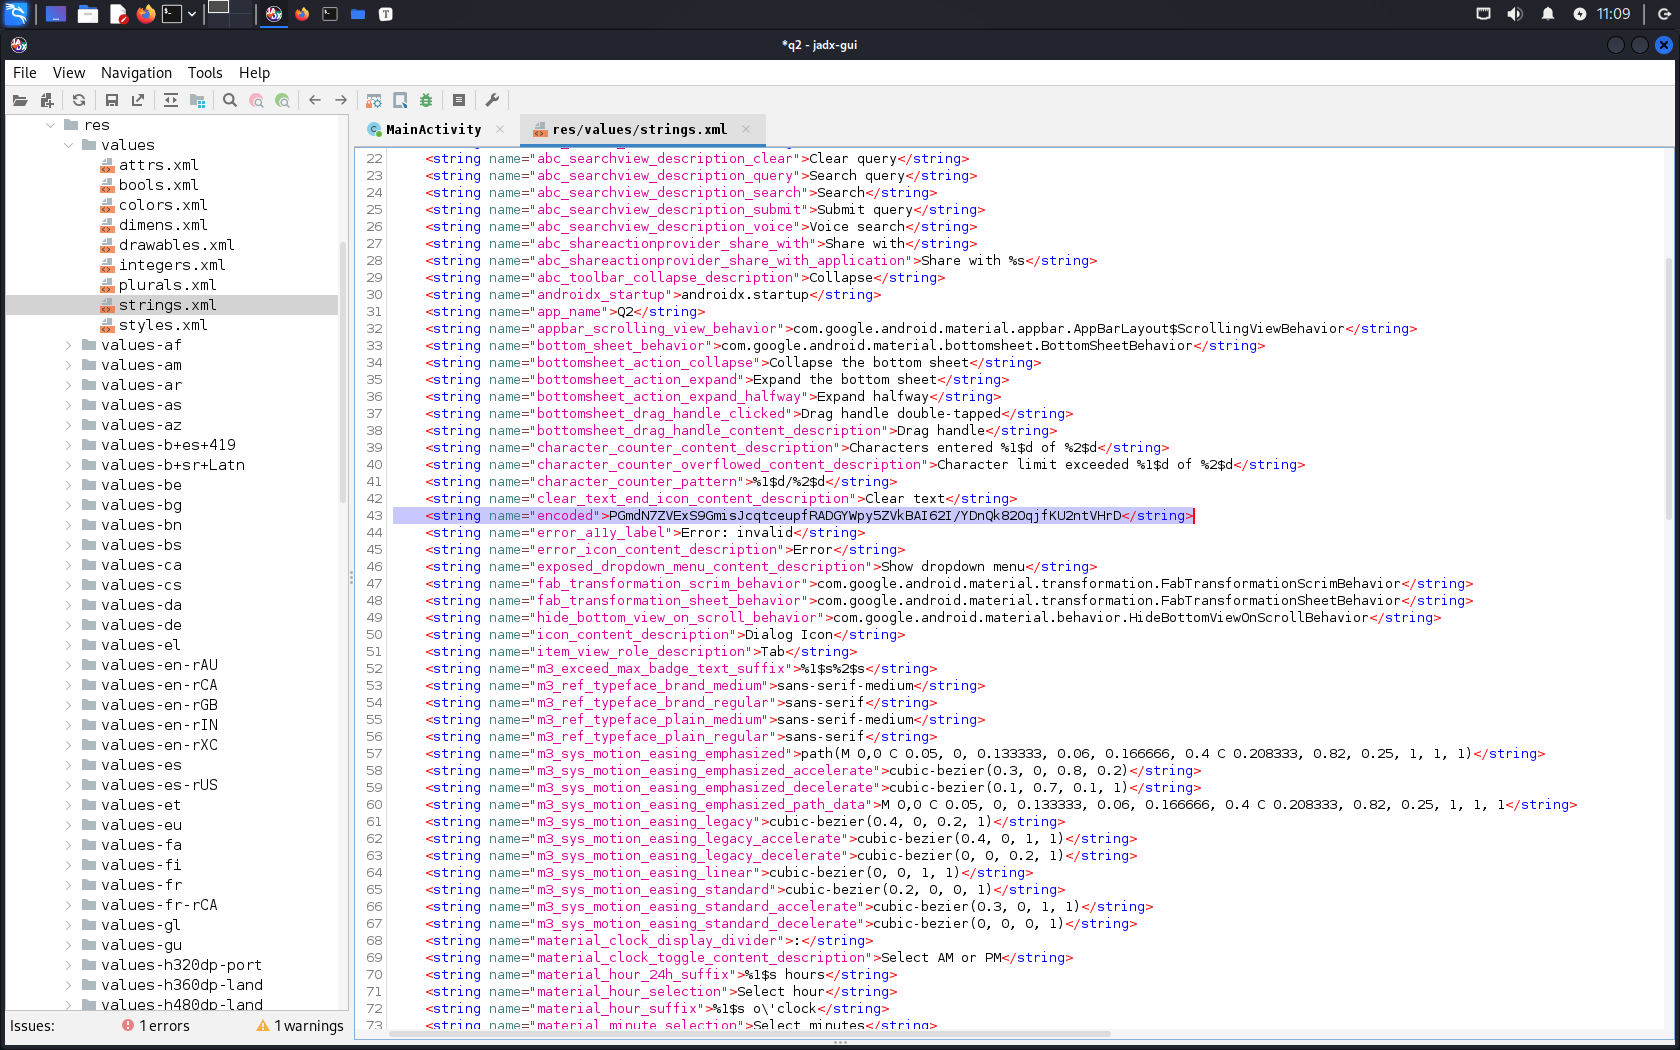 11:09
*q2 - jadx-gui
File View Navigation Tools Help
res
values
attrs.xml
bools.xml
colors.xml
dimens.xml
drawables.xml
integers.xml
plurals.xml
strings.xml
styles.xml
values-af
values-am
values-ar
values-as
values-az
values-b+es+419
values-b+sr+Latn
values-be
values-bg
values-bn
values-bs
values-ca
values-cs
values-da
values-de
values-el
values-en-rAU
values-en-rCA
values-en-rGB
values-en-rIN
values-en-rXC
values-es
values-es-rUS
values-et
values-eu
values-fa
values-fi
values-fr
values-fr-rCA
values-gl
values-gu
values-h320dp-port
values-h360dp-land
values-h480dp-land
Issues: 1 errors 1 warnings
MainActivity
res/values/strings.xml
22 <string name="abc_searchview_description_clear">Clear query</string>
23 <string name="abc_searchview_description_query">Search query</string>
24 <string name="abc_searchview_description_search">Search</string>
25 <string name="abc_searchview_description_submit">Submit query</string>
26 <string name="abc_searchview_description_voice">Voice search</string>
27 <string name="abc_shareactionprovider_share_with">Share with</string>
28 <string name="abc_shareactionprovider_share_with_application">Share with %s</string>
29 <string name="abc_toolbar_collapse_description">Collapse</string>
30 <string name="androidx_startup">androidx.startup</string>
31 <string name="app_name">Q2</string>
32 <string name="appbar_scrolling_view_behavior">com.google.android.material.appbar.AppBarLayout$ScrollingViewBehavior</string>
33 <string name="bottom_sheet_behavior">com.google.android.material.bottomsheet.BottomSheetBehavior</string>
34 <string name="bottomsheet_action_collapse">Collapse the bottom sheet</string>
35 <string name="bottomsheet_action_expand">Expand the bottom sheet</string>
36 <string name="bottomsheet_action_expand_halfway">Expand halfway</string>
37 <string name="bottomsheet_drag_handle_clicked">Drag handle double-tapped</string>
38 <string name="bottomsheet_drag_handle_content_description">Drag handle</string>
39 <string name="character_counter_content_description">Characters entered %1$d of %2$d</string>
40 <string name="character_counter_overflowed_content_description">Character limit exceeded %1$d of %2$d</string>
41 <string name="character_counter_pattern">%1$d/%2$d</string>
42 <string name="clear_text_end_icon_content_description">Clear text</string>
43 <string name="encoded">PGmdN7ZVExS9GmisJcqtceupfRADGYWpy5ZVkBAI62I/YDnQk82OqjfKU2ntVHrD</string>
44 <string name="error_a11y_label">Error: invalid</string>
45 <string name="error_icon_content_description">Error</string>
46 <string name="exposed_dropdown_menu_content_description">Show dropdown menu</string>
47 <string name="fab_transformation_scrim_behavior">com.google.android.material.transformation.FabTransformationScrimBehavior</string>
48 <string name="fab_transformation_sheet_behavior">com.google.android.material.transformation.FabTransformationSheetBehavior</string>
49 <string name="hide_bottom_view_on_scroll_behavior">com.google.android.material.behavior.HideBottomViewOnScrollBehavior</string>
50 <string name="icon_content_description">Dialog Icon</string>
51 <string name="item_view_role_description">Tab</string>
52 <string name="m3_exceed_max_badge_text_suffix">%1$s%2$s</string>
53 <string name="m3_ref_typeface_brand_medium">sans-serif-medium</string>
54 <string name="m3_ref_typeface_brand_regular">sans-serif</string>
55 <string name="m3_ref_typeface_plain_medium">sans-serif-medium</string>
56 <string name="m3_ref_typeface_plain_regular">sans-serif</string>
57 <string name="m3_sys_motion_easing_emphasized">path(M 0,0 C 0.05, 0, 0.133333, 0.06, 0.166666, 0.4 C 0.208333, 0.82, 0.25, 1, 1, 1)</string>
58 <string name="m3_sys_motion_easing_emphasized_accelerate">cubic-bezier(0.3, 0, 0.8, 0.2)</string>
59 <string name="m3_sys_motion_easing_emphasized_decelerate">cubic-bezier(0.1, 0.7, 0.1, 1)</string>
60 <string name="m3_sys_motion_easing_emphasized_path_data">M 0,0 C 0.05, 0, 0.133333, 0.06, 0.166666, 0.4 C 0.208333, 0.82, 0.25, 1, 1, 1</string>
61 <string name="m3_sys_motion_easing_legacy">cubic-bezier(0.4, 0, 0.2, 1)</string>
62 <string name="m3_sys_motion_easing_legacy_accelerate">cubic-bezier(0.4, 0, 1, 1)</string>
63 <string name="m3_sys_motion_easing_legacy_decelerate">cubic-bezier(0, 0, 0.2, 1)</string>
64 <string name="m3_sys_motion_easing_linear">cubic-bezier(0, 0, 1, 1)</string>
65 <string name="m3_sys_motion_easing_standard">cubic-bezier(0.2, 0, 0, 1)</string>
66 <string name="m3_sys_motion_easing_standard_accelerate">cubic-bezier(0.3, 0, 1, 1)</string>
67 <string name="m3_sys_motion_easing_standard_decelerate">cubic-bezier(0, 0, 0, 1)</string>
68 <string name="material_clock_display_divider">:</string>
69 <string name="material_clock_toggle_content_description">Select AM or PM</string>
70 <string name="material_hour_24h_suffix">%1$s hours</string>
71 <string name="material_hour_selection">Select hour</string>
72 <string name="material_hour_suffix">%1$s o\'clock</string>
73 <string name="material_minute_selection">Select minutes</string>